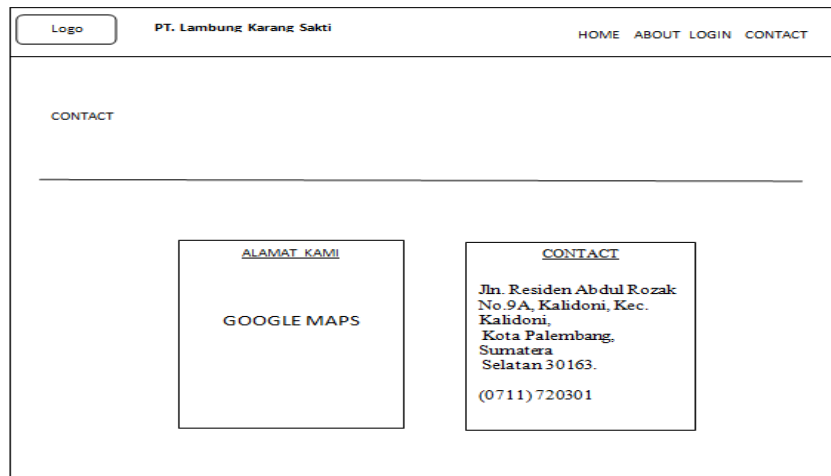 Logo
PT. Lambung Karang Sakti
HOME ABOUT LOGIN CONTACT
CONTACT
ALAMAT KAMI
GOOGLE MAPS
CONTACT
Jln. Residen Abdul Rozak
No.9A, Kalidoni, Kec.
Kalidoni,
Kota Palembang,
Sumatera
Selatan 30163.
(0711) 720301